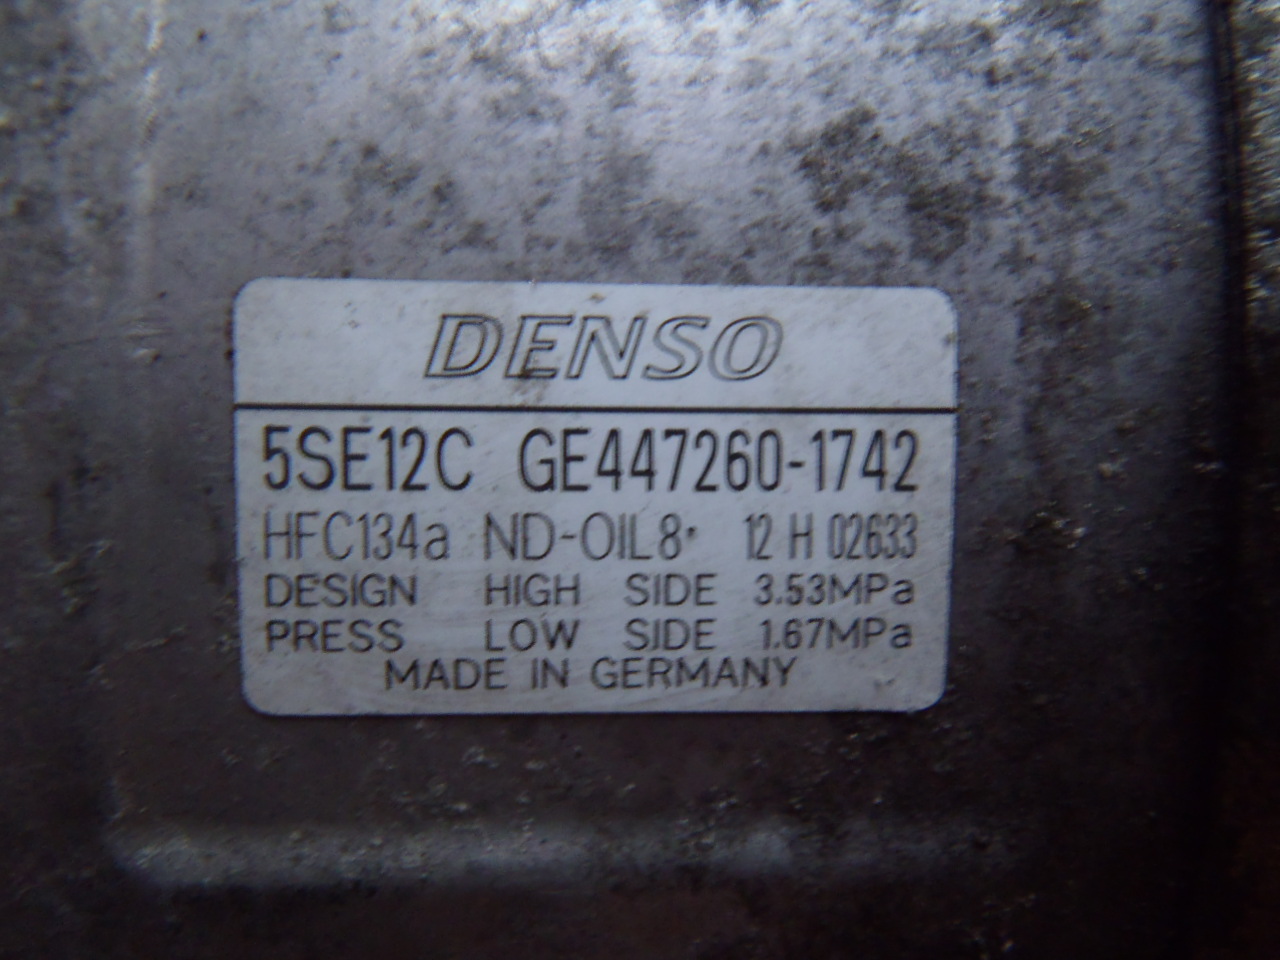 DENSO
5SE12C GE447260-1742
HFC134a ND-OIL8· 12 H 02633
DESIGN HIGH SIDE 3.53MPa
PRESS LOW SIDE 1.67MPa
MADE IN GERMANY